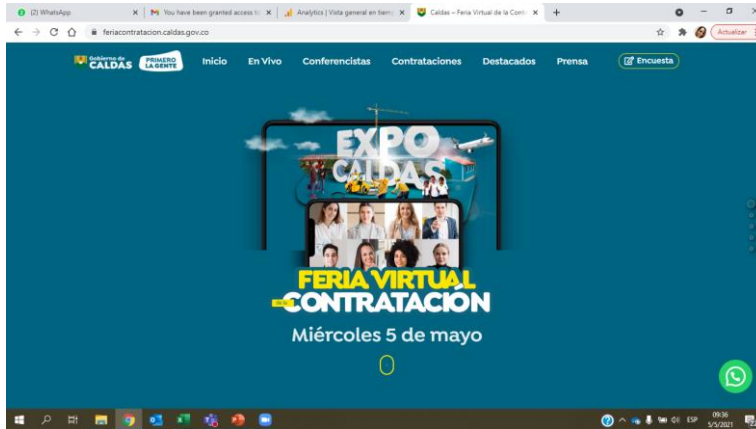 (2) WhatsApp
You have been granted access to
Analytics | Vista general en tiem
Caldas – Feria Virtual de la Cont
feriacontratacion.caldas.gov.co
Actualizar
Gobierno de
CALDAS
PRIMERO
LA GENTE
Inicio
En Vivo
Conferencistas
Contrataciones
Destacados
Prensa
Encuesta
EXPO
CALDAS
FERIA VIRTUAL
CONTRATACIÓN
Miércoles 5 de mayo
ESP
09:36
5/5/2021